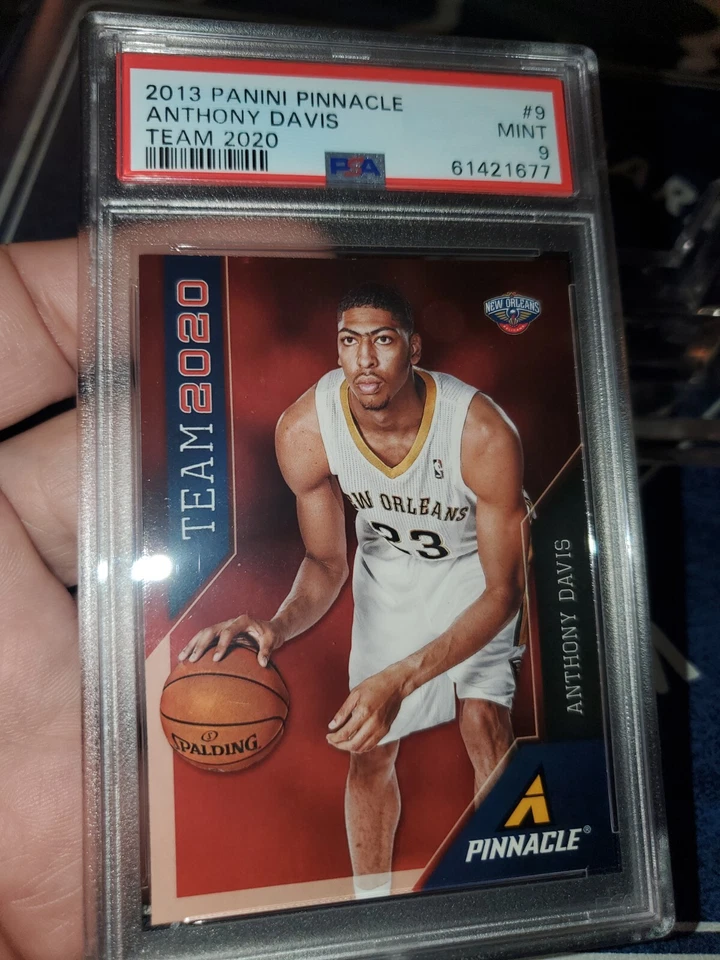 2013 PANINI PINNACLE #9
ANTHONY DAVIS MINT
TEAM 2020 9
PSA 61421677
TEAM 2020
NEW ORLEANS
PELICANS
W ORLEANS
23
SPALDING
ANTHONY DAVIS
PINNACLE®